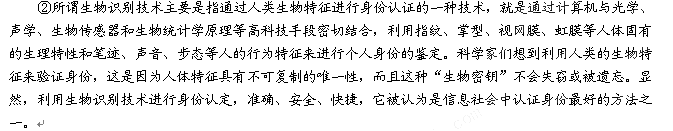 ②所谓生物识别技术主要是指通过人类生物特征进行身份认证的一种技术，就是通过计算机与光学、
声学、生物传感器和生物统计学原理等高科技手段密切结合，利用指纹、掌型、视网膜、虹膜等人体固有
的生理特性和笔迹、声音、步态等人的行为特征来进行个人身份的鉴定。科学家们想到利用人类的生物特
征来验证身份，这是因为人体特征具有不可复制的唯一性，而且这种“生物密钥”不会失窃或被遗忘。显
然，利用生物识别技术进行身份认定，准确、安全、快捷，它被认为是信息社会中认证身份最好的方法之
一。↵